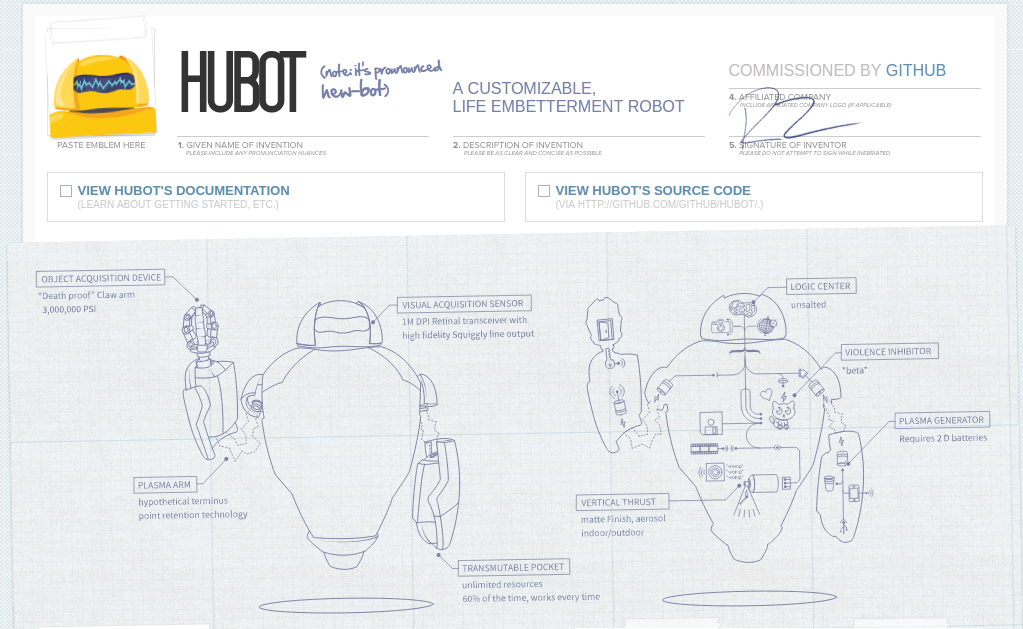 HUBOT
(note: it's pronounced
hew-bot)
A CUSTOMIZABLE,
LIFE EMBETTERMENT ROBOT
COMMISSIONED BY GITHUB
4. AFFILIATED COMPANY
INCLUDE AFFILIATED COMPANY LOGO (IF APPLICABLE)
PASTE EMBLEM HERE
1. GIVEN NAME OF INVENTION
PLEASE INCLUDE ANY PRONUNCIATION NUANCES
2. DESCRIPTION OF INVENTION
PLEASE BE AS CLEAR AND CONCISE AS POSSIBLE
5. SIGNATURE OF INVENTOR
PLEASE DO NOT ATTEMPT TO SIGN WHILE INEBRIATED
VIEW HUBOT'S DOCUMENTATION
(LEARN ABOUT GETTING STARTED, ETC.)
VIEW HUBOT'S SOURCE CODE
(VIA HTTP://GITHUB.COM/GITHUB/HUBOT/.)
OBJECT ACQUISITION DEVICE
"Death proof" Claw arm
3,000,000 PSI
VISUAL ACQUISITION SENSOR
1M DPI Retinal transceiver with
high fidelity Squiggly line output
LOGIC CENTER
unsalted
VIOLENCE INHIBITOR
*beta*
PLASMA GENERATOR
Requires 2 D batteries
PLASMA ARM
hypothetical terminus
point retention technology
VERTICAL THRUST
matte Finish, aerosol
indoor/outdoor
TRANSMUTABLE POCKET
unlimited resources
60% of the time, works every time